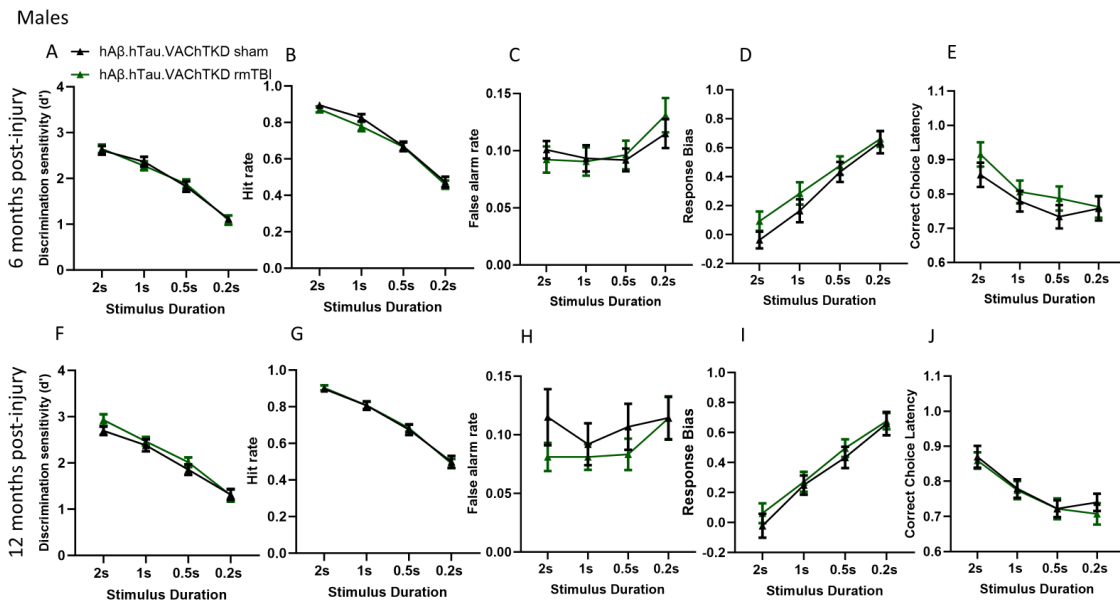 Males
6 months post-injury
A
hAβ.hTau.VAChTKD sham
hAβ.hTau.VAChTKD rmTBI
Discrimination sensitivity (d')
4
3
2
1
0
2s 1s 0.5s 0.2s
Stimulus Duration
B
Hit rate
1.0
0.8
0.6
0.4
0.2
0.0
2s 1s 0.5s 0.2s
Stimulus Duration
C
False alarm rate
0.15
0.10
0.05
0.00
2s 1s 0.5s 0.2s
Stimulus Duration
D
Response Bias
1.0
0.8
0.6
0.4
0.2
0.0
-0.2
2s 1s 0.5s 0.2s
Stimulus Duration
E
Correct Choice Latency
1.1
1.0
0.9
0.8
0.7
0.6
2s 1s 0.5s 0.2s
Stimulus Duration
12 months post-injury
F
Discrimination sensitivity (d')
4
3
2
1
0
2s 1s 0.5s 0.2s
Stimulus Duration
G
Hit rate
1.0
0.8
0.6
0.4
0.2
0.0
2s 1s 0.5s 0.2s
Stimulus Duration
H
False alarm rate
0.15
0.10
0.05
0.00
2s 1s 0.5s 0.2s
Stimulus Duration
I
Response Bias
1.0
0.8
0.6
0.4
0.2
0.0
-0.2
2s 1s 0.5s 0.2s
Stimulus Duration
J
Correct Choice Latency
1.1
1.0
0.9
0.8
0.7
0.6
2s 1s 0.5s 0.2s
Stimulus Duration